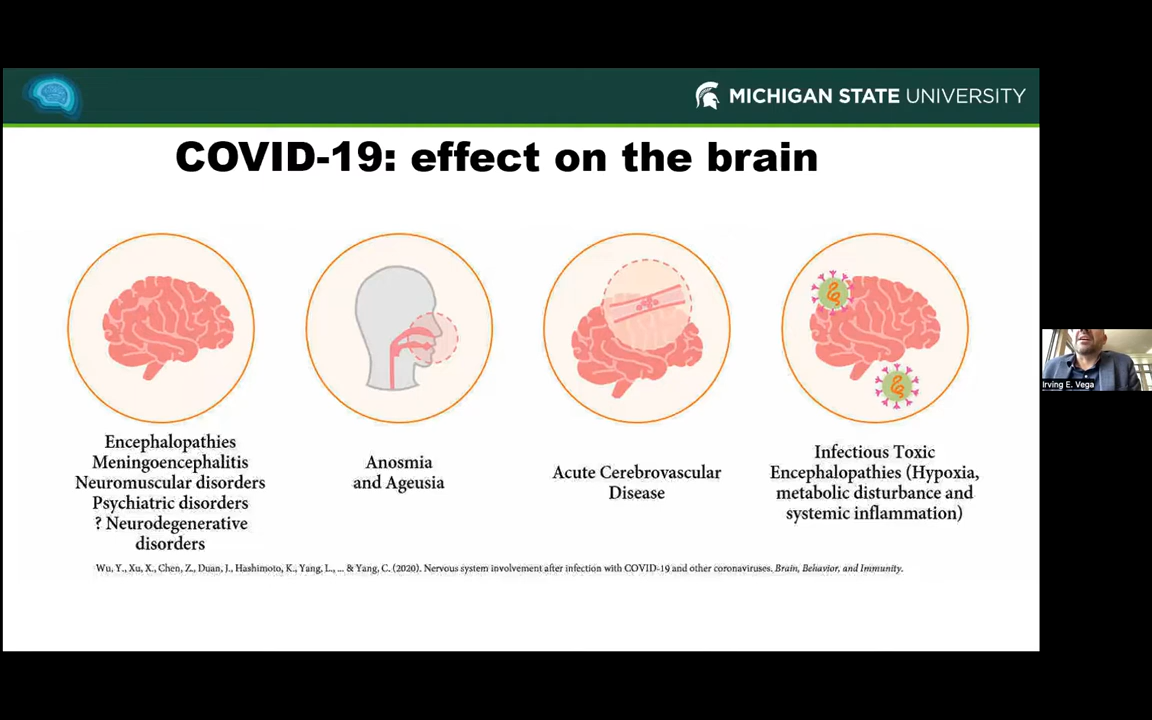 MICHIGAN STATE UNIVERSITY
COVID-19: effect on the brain
Encephalopathies
Meningoencephalitis
Neuromuscular disorders
Psychiatric disorders
? Neurodegenerative
disorders
Anosmia
and Ageusia
Acute Cerebrovascular
Disease
Infectious Toxic
Encephalopathies (Hypoxia,
metabolic disturbance and
systemic inflammation)
Wu, Y., Xu, X., Chen, Z., Duan, J., Hashimoto, K., Yang, L., ... & Yang, C. (2020). Nervous system involvement after infection with COVID-19 and other coronaviruses. Brain, Behavior, and Immunity.
Irving E. Vega